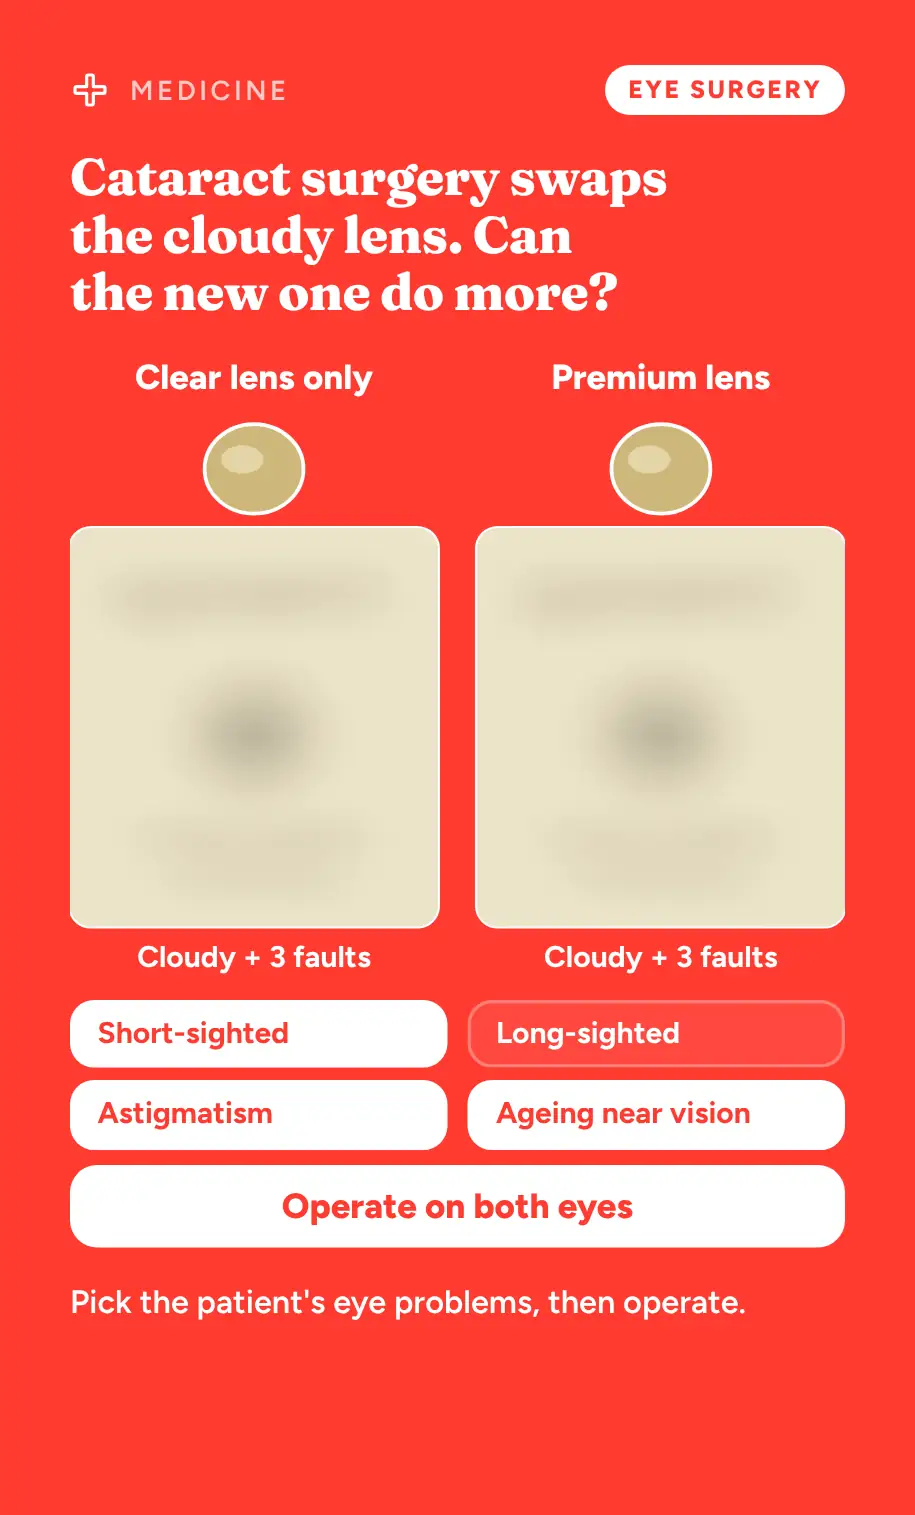 MEDICINE
EYE SURGERY
Cataract surgery swaps
the cloudy lens. Can
the new one do more?
Clear lens only
Premium lens
Cloudy + 3 faults
Cloudy + 3 faults
Short-sighted
Long-sighted
Astigmatism
Ageing near vision
Operate on both eyes
Pick the patient's eye problems, then operate.